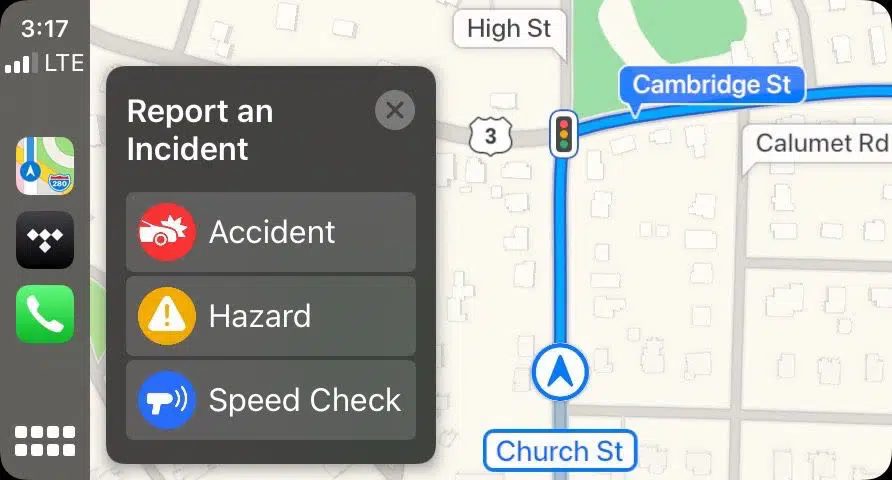 3:17
LTE
280
Report an
Incident
Accident
Hazard
Speed Check
High St
Cambridge St
3
Calumet Rd
Church St